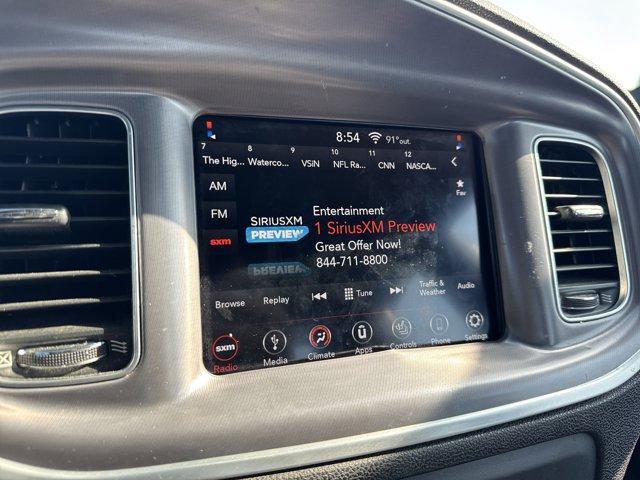 8:54 91°out.
7 8 9 10 11 12
The Hig... Waterco... VSiN NFL Ra... CNN NASCA...
AM
Fav
FM
SIRIUSXM
PREVIEW
sxm
Entertainment
1 SiriusXM Preview
Great Offer Now!
844-711-8800
Browse Replay Tune Traffic & Weather Audio
sxm
Radio Media Climate Apps Controls Phone Settings